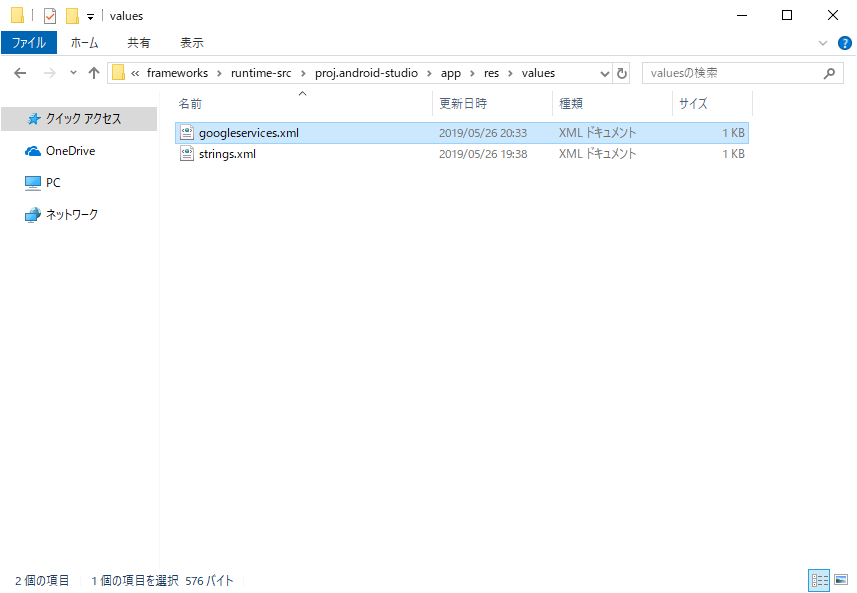 values
ファイル ホーム 共有 表示
« frameworks › runtime-src › proj.android-studio › app › res › values valuesの検索
名前 更新日時 種類 サイズ
クイック アクセス
googleservices.xml 2019/05/26 20:33 XML ドキュメント 1 KB
strings.xml 2019/05/26 19:38 XML ドキュメント 1 KB
OneDrive
PC
ネットワーク
2 個の項目 1 個の項目を選択 576 バイト